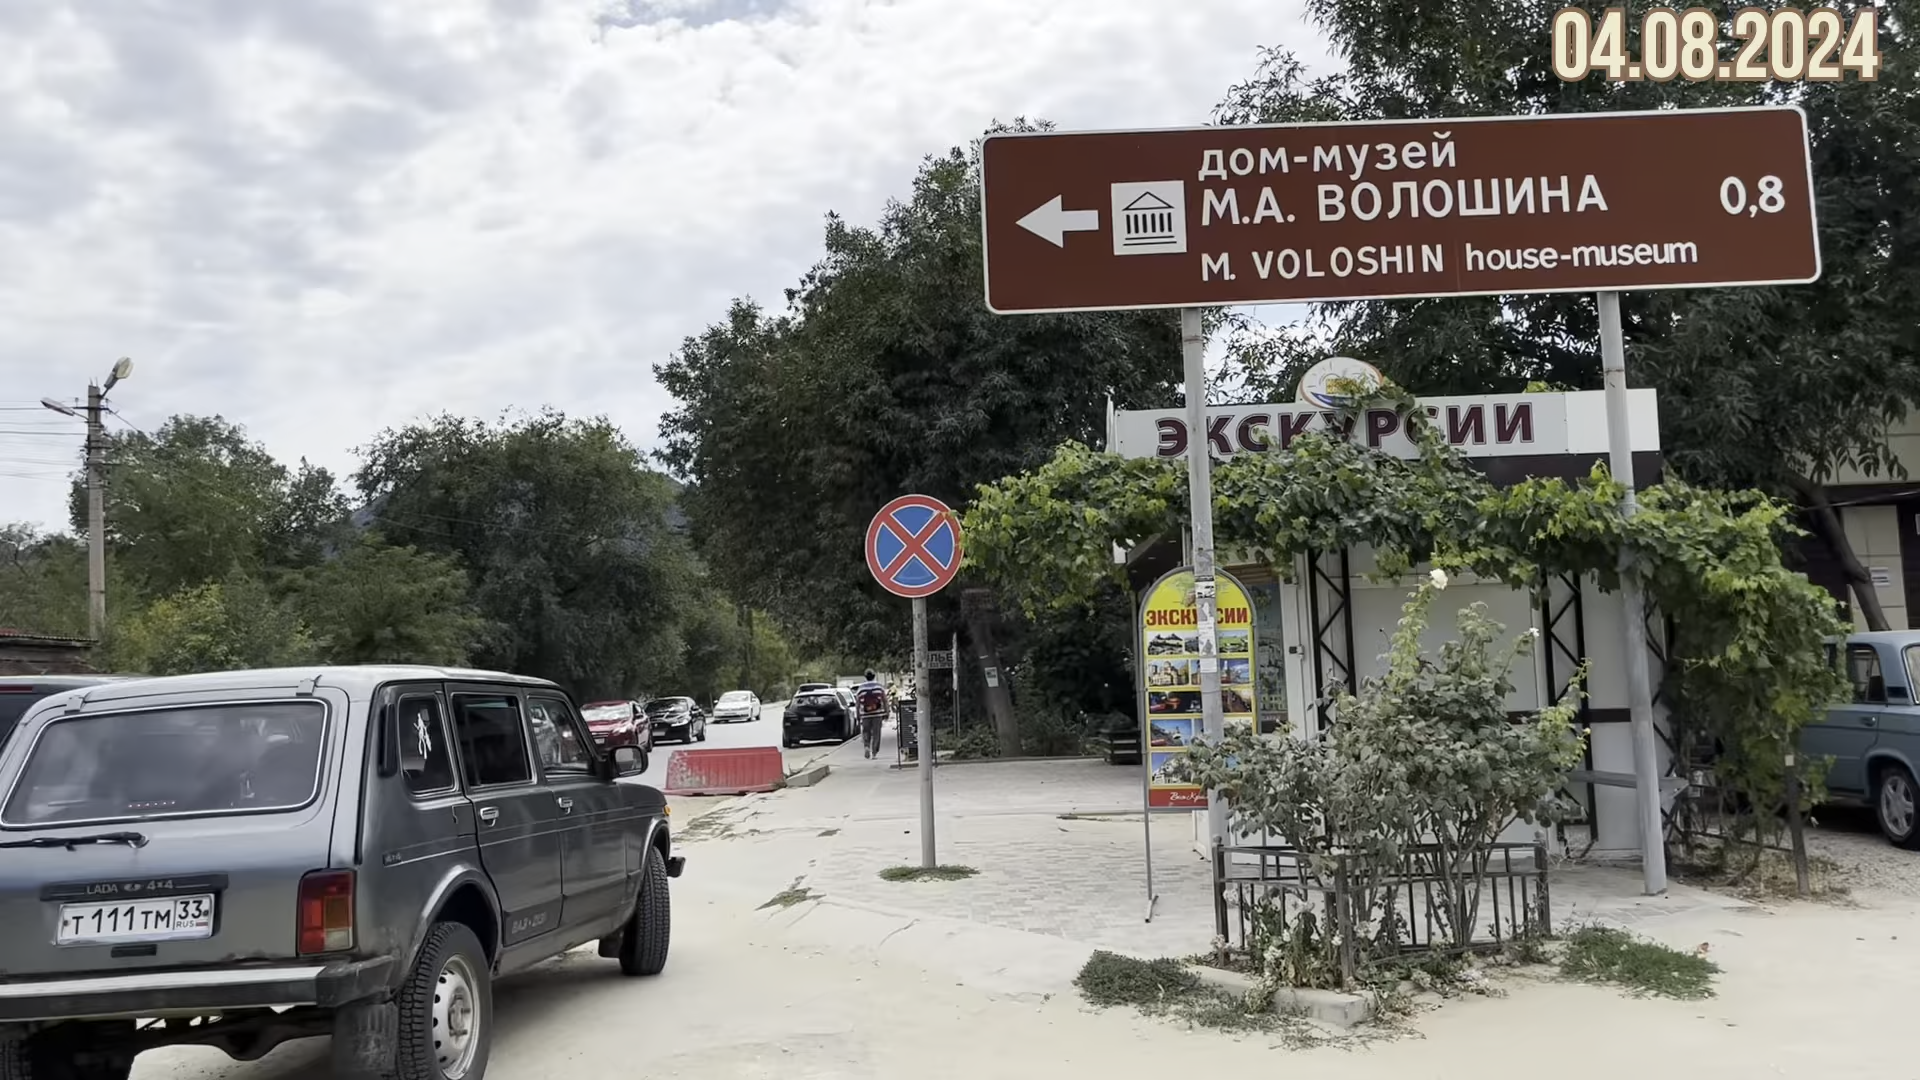 04.08.2024
дом-музей
М.А. ВОЛОШИНА
0,8
M. VOLOSHIN house-museum
ЭКСКУРСИИ
ЭКСКУРСИИ
LADA 4x4
Т 111 ТМ 33
RUS
4x4